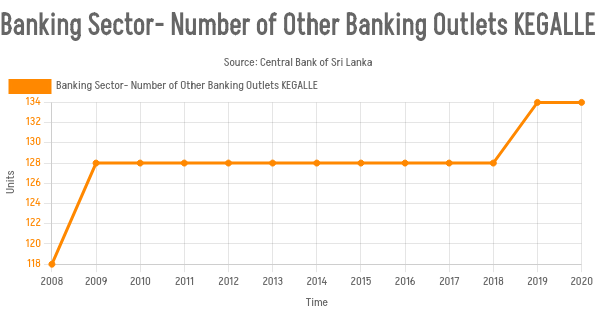 Banking Sector- Number of Other Banking Outlets KEGALLE
Source: Central Bank of Sri Lanka
Banking Sector- Number of Other Banking Outlets KEGALLE
134
132
130
128
126
124
122
120
118
Units
2008 2009 2010 2011 2012 2013 2014 2015 2016 2017 2018 2019 2020
Time